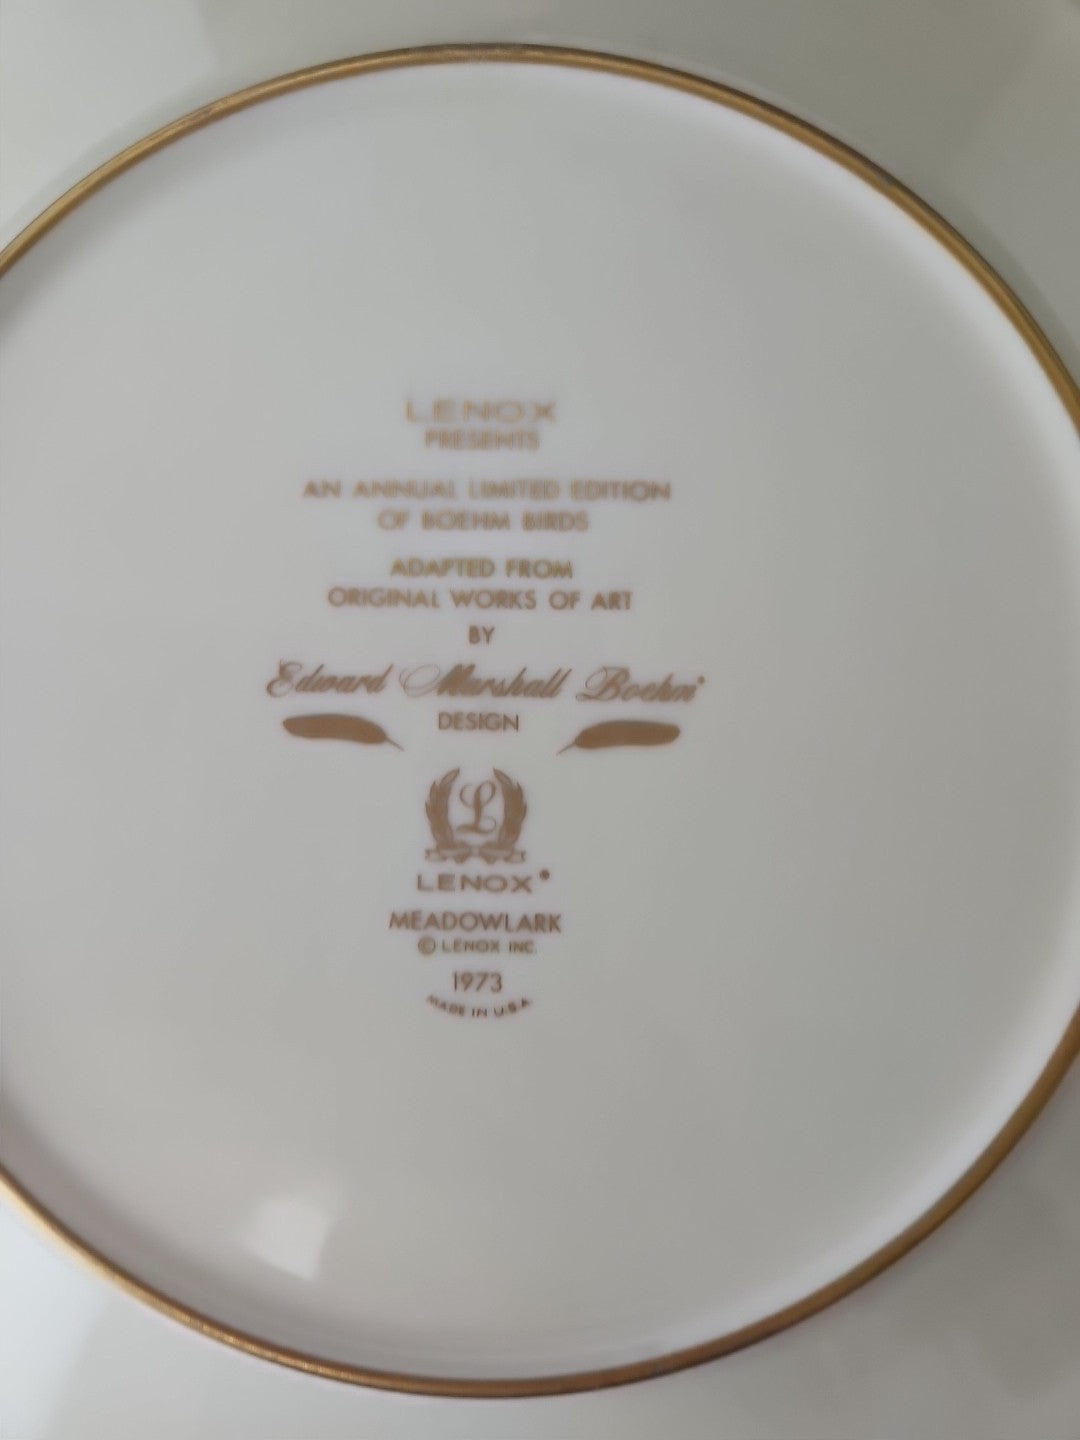 LENOX
PRESENTS
AN ANNUAL LIMITED EDITION
OF BOEHM BIRDS
ADAPTED FROM
ORIGINAL WORKS OF ART
BY
Edward Marshall Boehm®
DESIGN
L
LENOX®
MEADOWLARK
© LENOX INC.
1973
MADE IN U.S.A